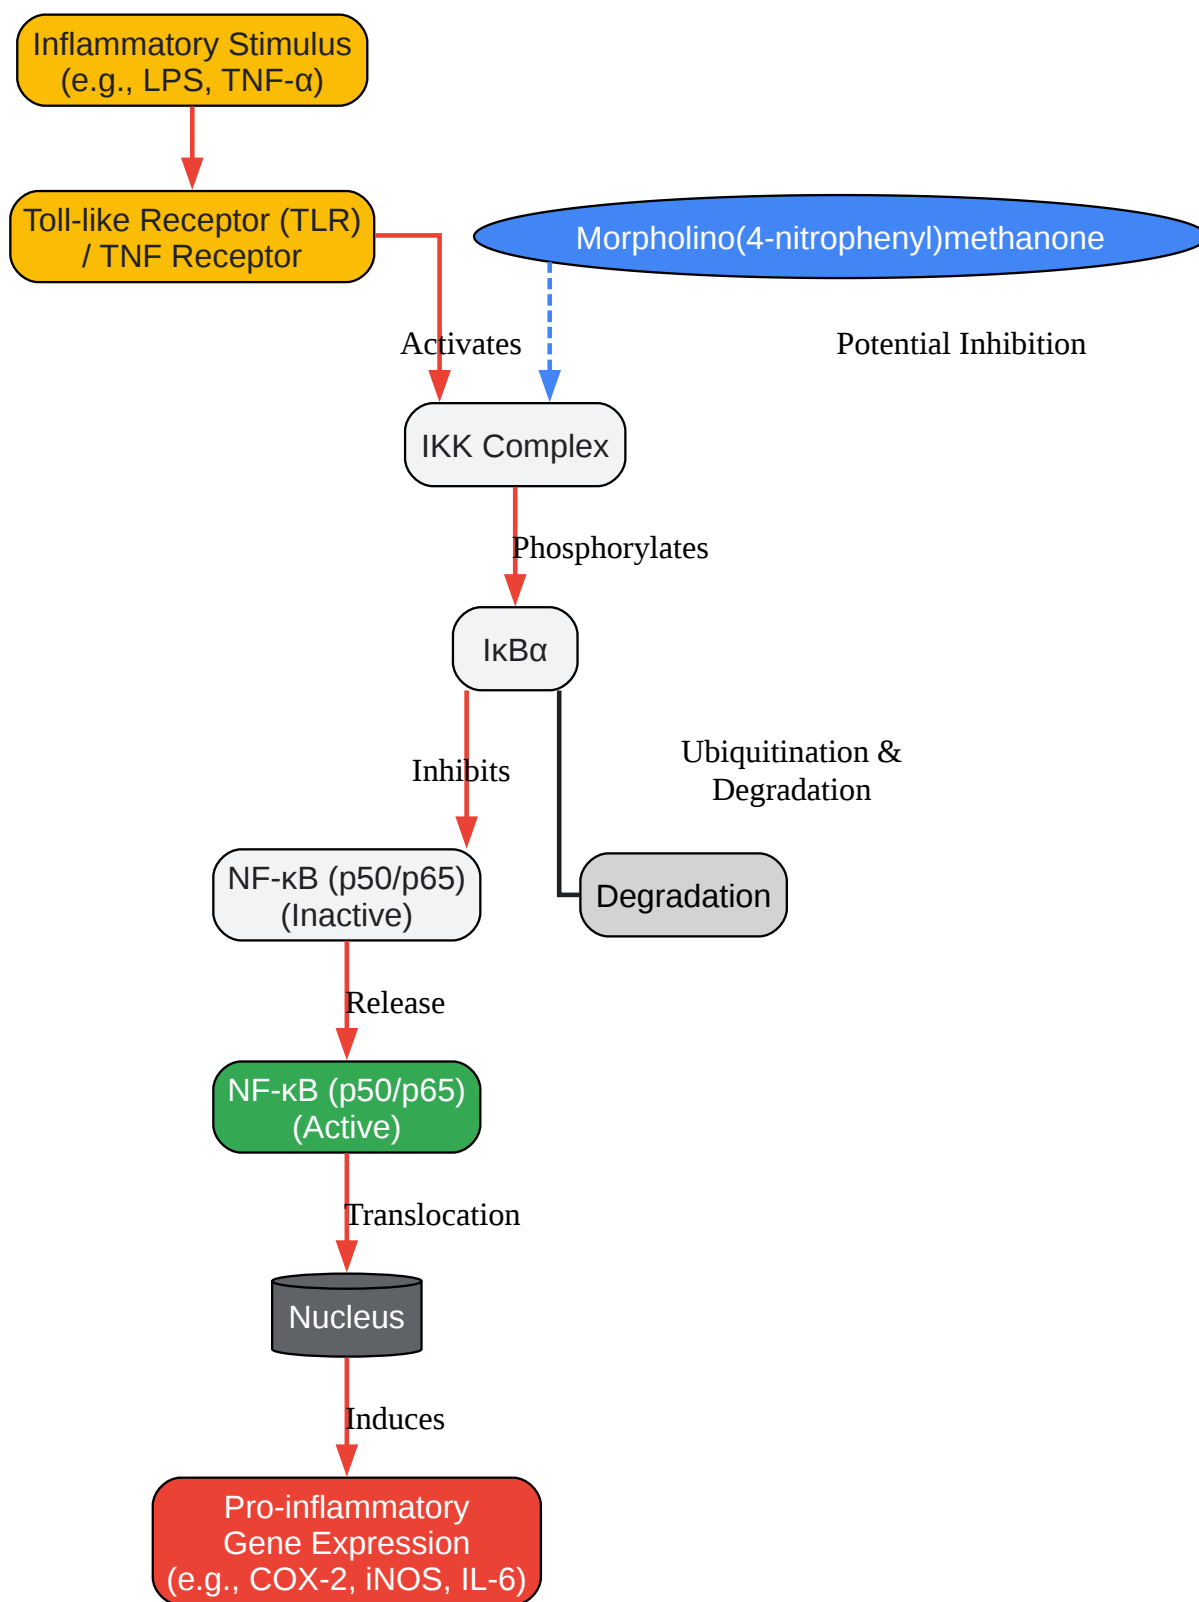 Inflammatory Stimulus
(e.g., LPS, TNF-α)
Toll-like Receptor (TLR)
/ TNF Receptor
Morpholino(4-nitrophenyl)methanone
Activates
Potential Inhibition
IKK Complex
Phosphorylates
IκBα
Inhibits
Ubiquitination &
Degradation
NF-κB (p50/p65)
(Inactive)
Degradation
Release
NF-κB (p50/p65)
(Active)
Translocation
Nucleus
Induces
Pro-inflammatory
Gene Expression
(e.g., COX-2, iNOS, IL-6)